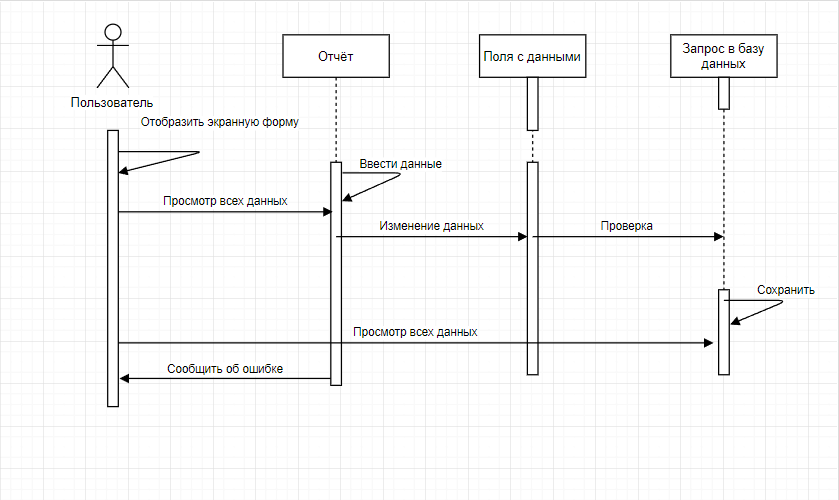 Отчёт
Поля с данными
Запрос в базу
данных
Пользователь
Отобразить экранную форму
Ввести данные
Просмотр всех данных
Изменение данных
Проверка
Сохранить
Просмотр всех данных
Сообщить об ошибке